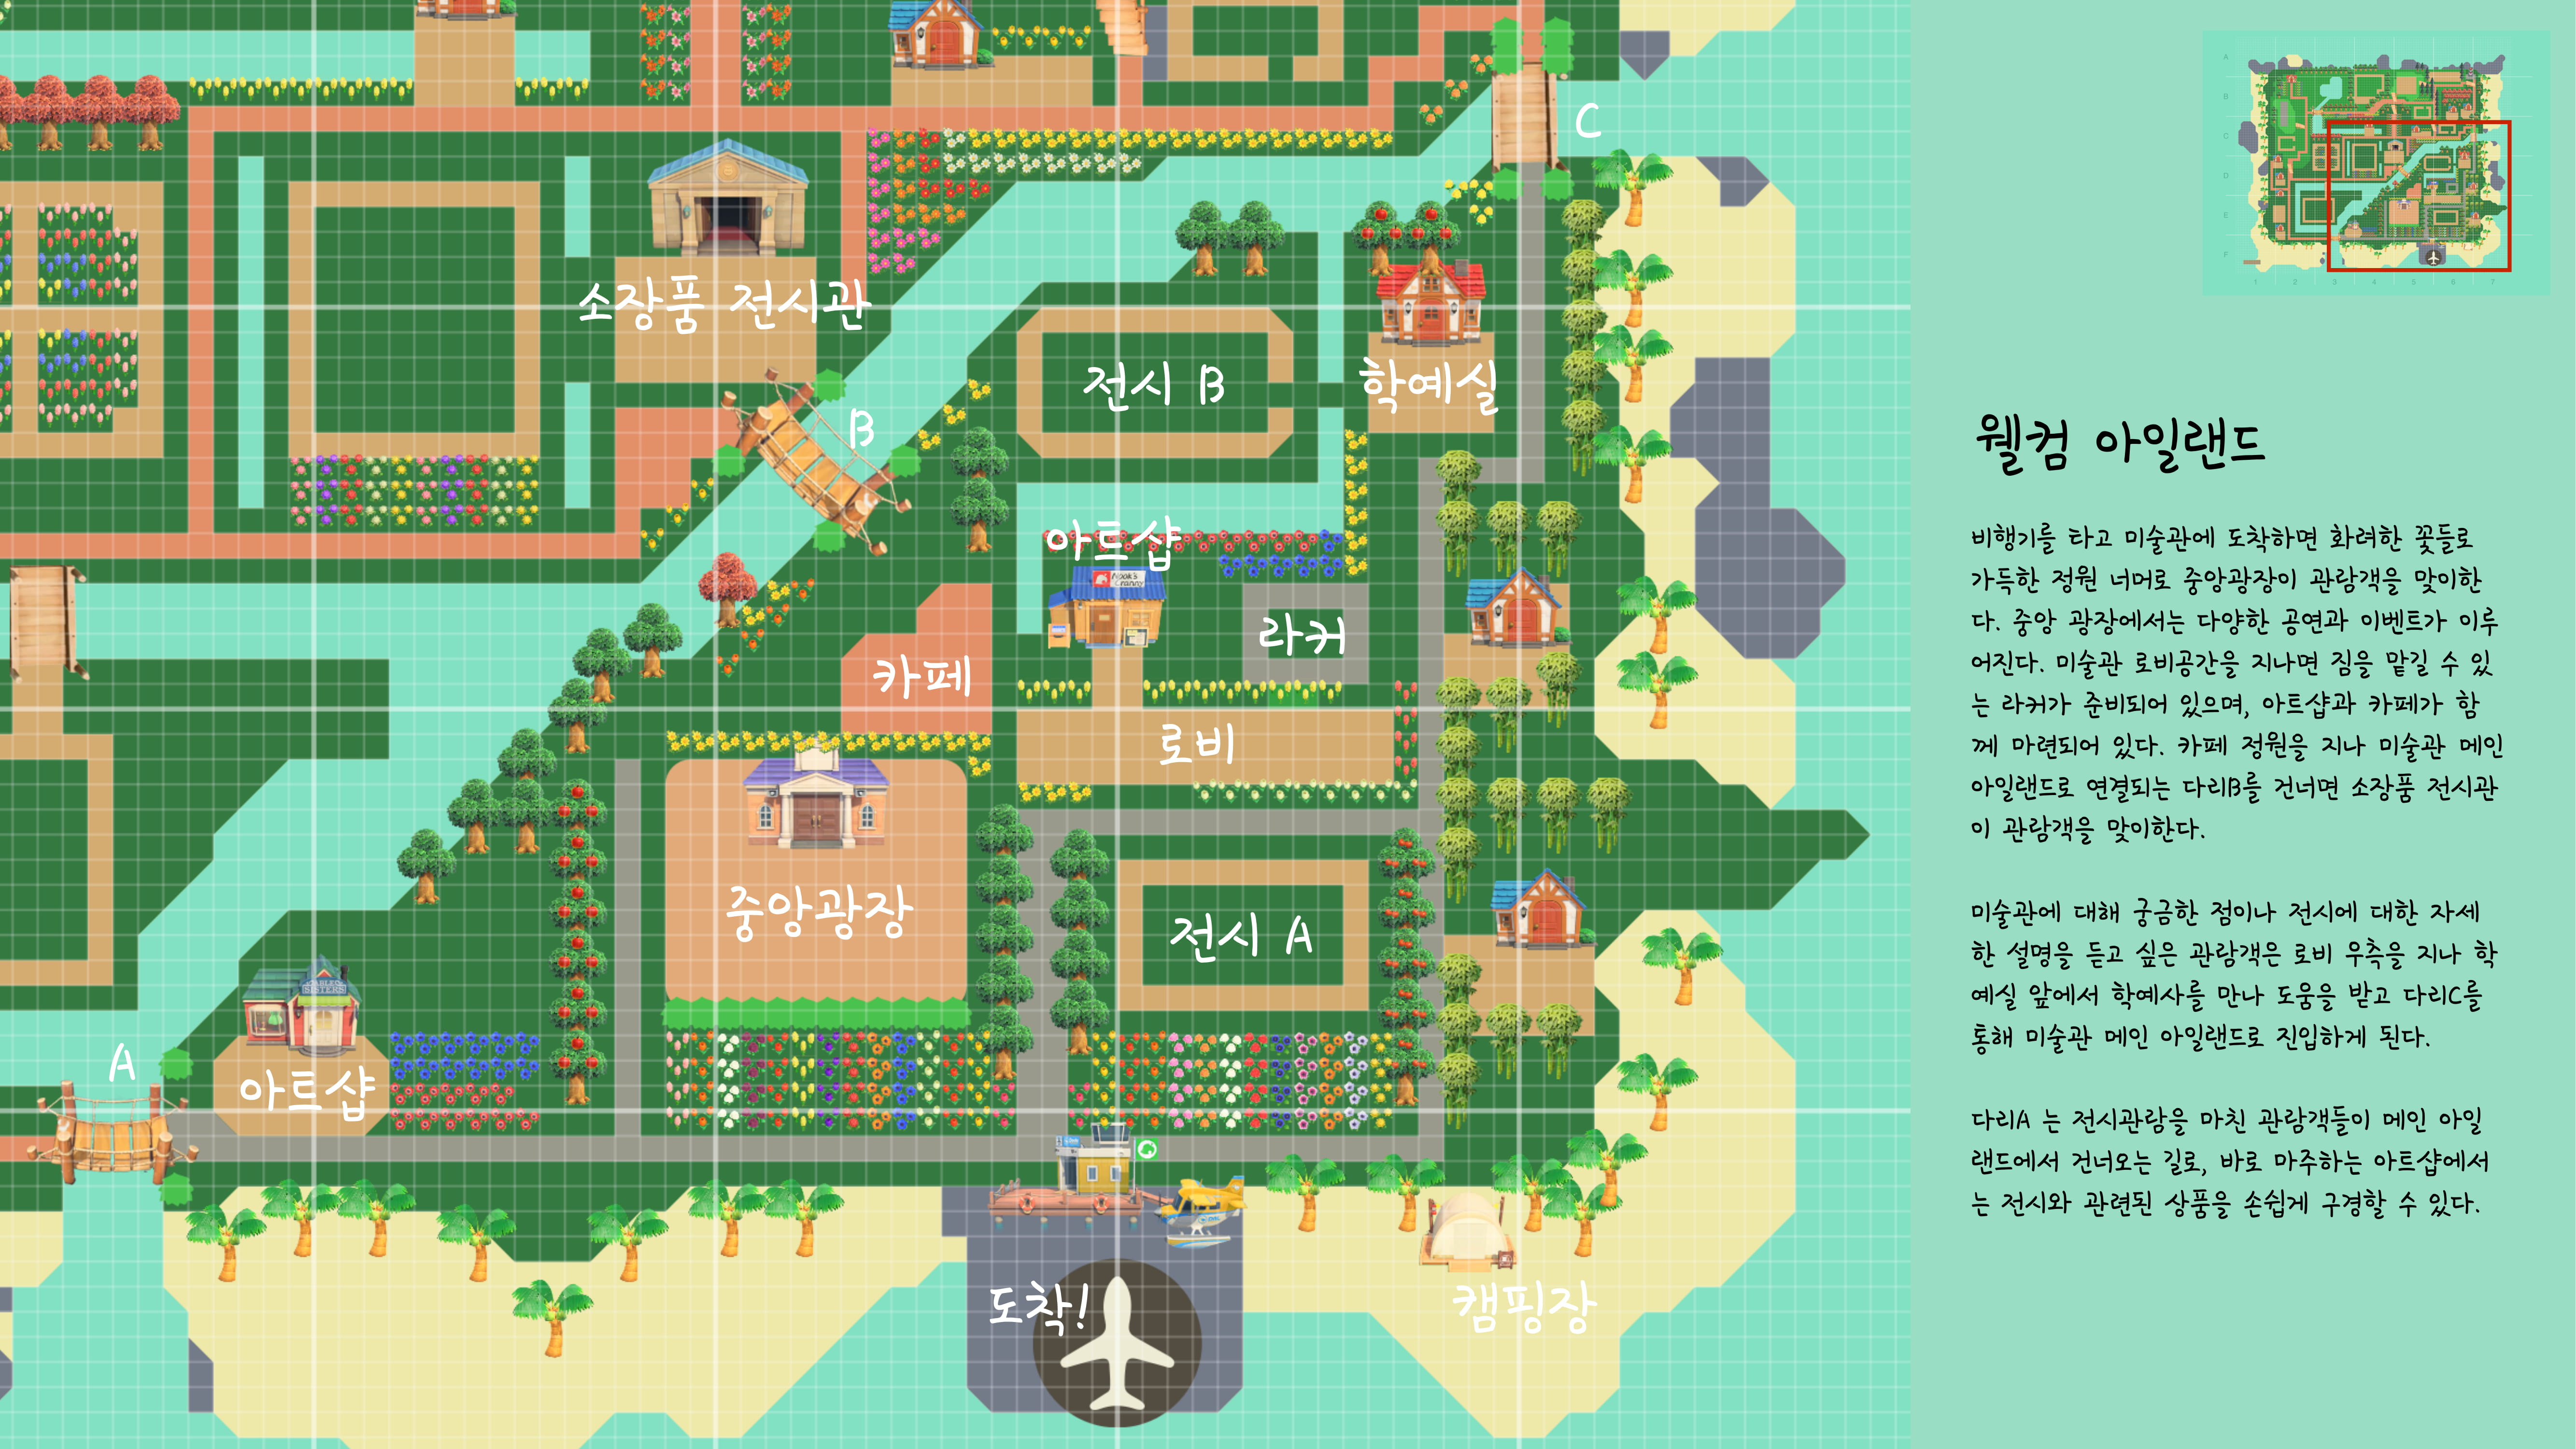 C
소장품 전시관
전시 B
학예실
B
아트샵
Nook's
Cranny
라커
카페
로비
중앙광장
전시 A
ABLE
SISTERS
A
아트샵
도착!
캠핑장
A
B
C
D
E
F
1 2 3 4 5 6 7
웰컴 아일랜드
비행기를 타고 미술관에 도착하면 화려한 꽃들로
가득한 정원 너머로 중앙광장이 관람객을 맞이한
다. 중앙 광장에서는 다양한 공연과 이벤트가 이루
어진다. 미술관 로비공간을 지나면 짐을 맡길 수 있
는 라커가 준비되어 있으며, 아트샵과 카페가 함
께 마련되어 있다. 카페 정원을 지나 미술관 메인
아일랜드로 연결되는 다리B를 건너면 소장품 전시관
이 관람객을 맞이한다.
미술관에 대해 궁금한 점이나 전시에 대한 자세
한 설명을 듣고 싶은 관람객은 로비 우측을 지나 학
예실 앞에서 학예사를 만나 도움을 받고 다리C를
통해 미술관 메인 아일랜드로 진입하게 된다.
다리A 는 전시관람을 마친 관람객들이 메인 아일
랜드에서 건너오는 길로, 바로 마주하는 아트샵에서
는 전시와 관련된 상품을 손쉽게 구경할 수 있다.